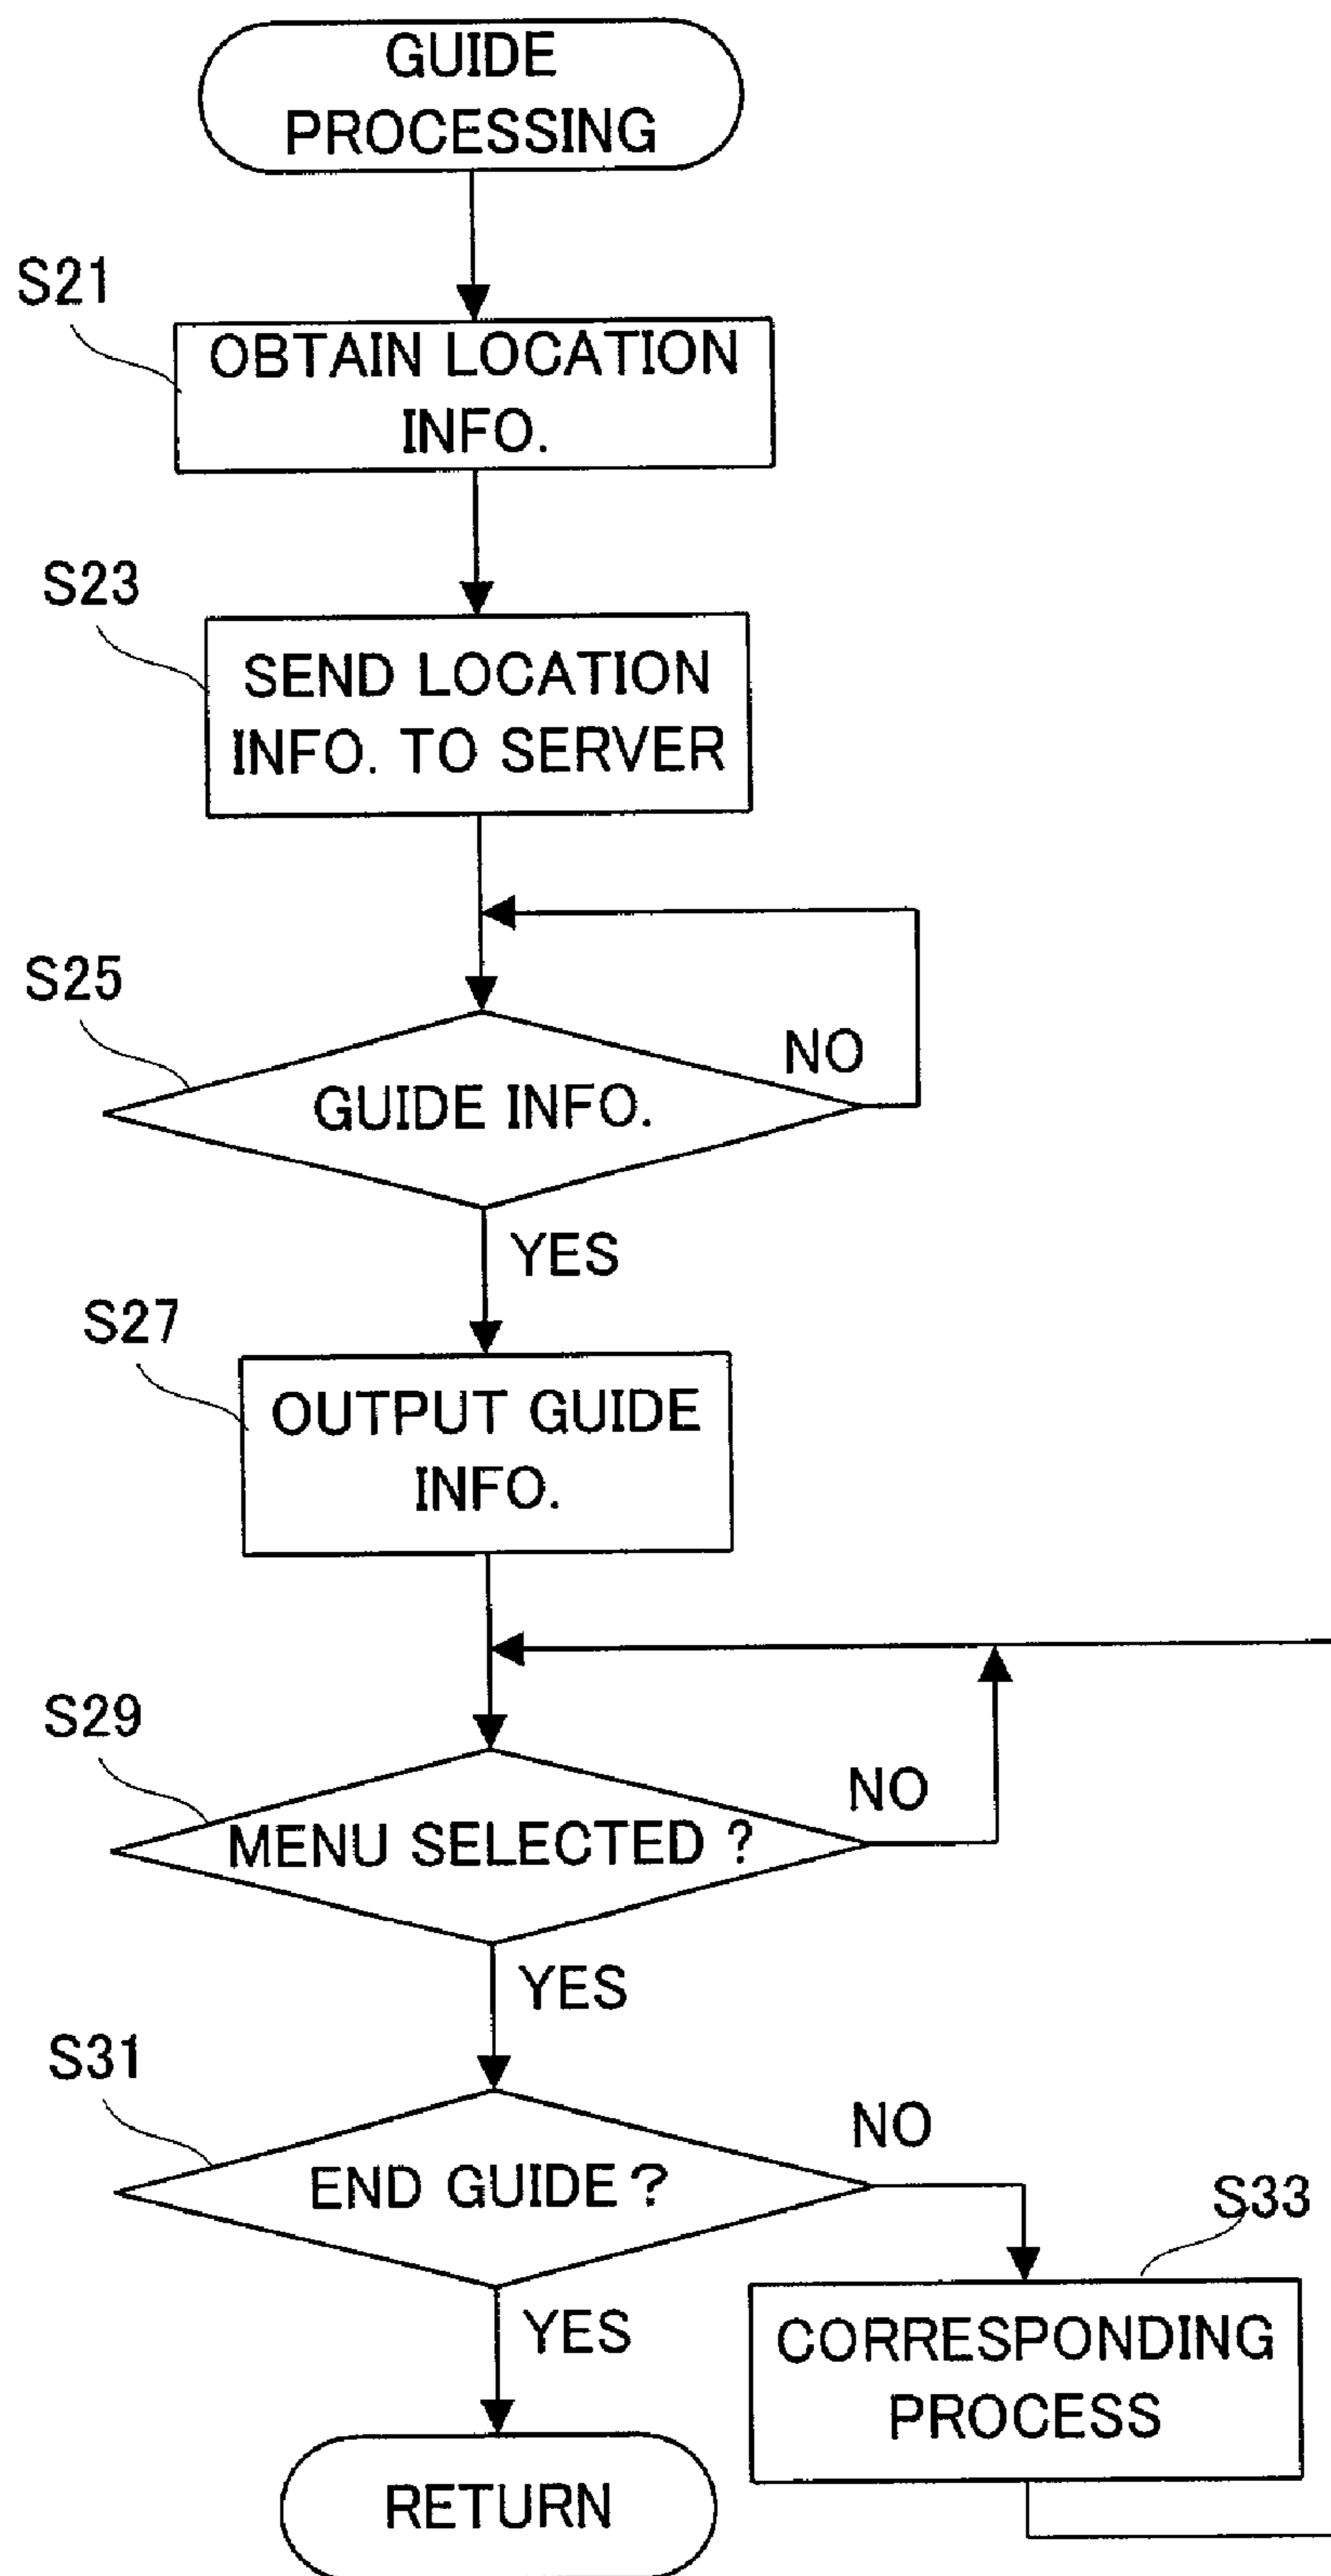 GUIDE
PROCESSING
S21
OBTAIN LOCATION
INFO.
S23
SEND LOCATION
INFO. TO SERVER
S25
GUIDE INFO.
NO
YES
S27
OUTPUT GUIDE
INFO.
S29
MENU SELECTED ?
NO
YES
S31
END GUIDE ?
NO
YES
S33
CORRESPONDING
PROCESS
RETURN